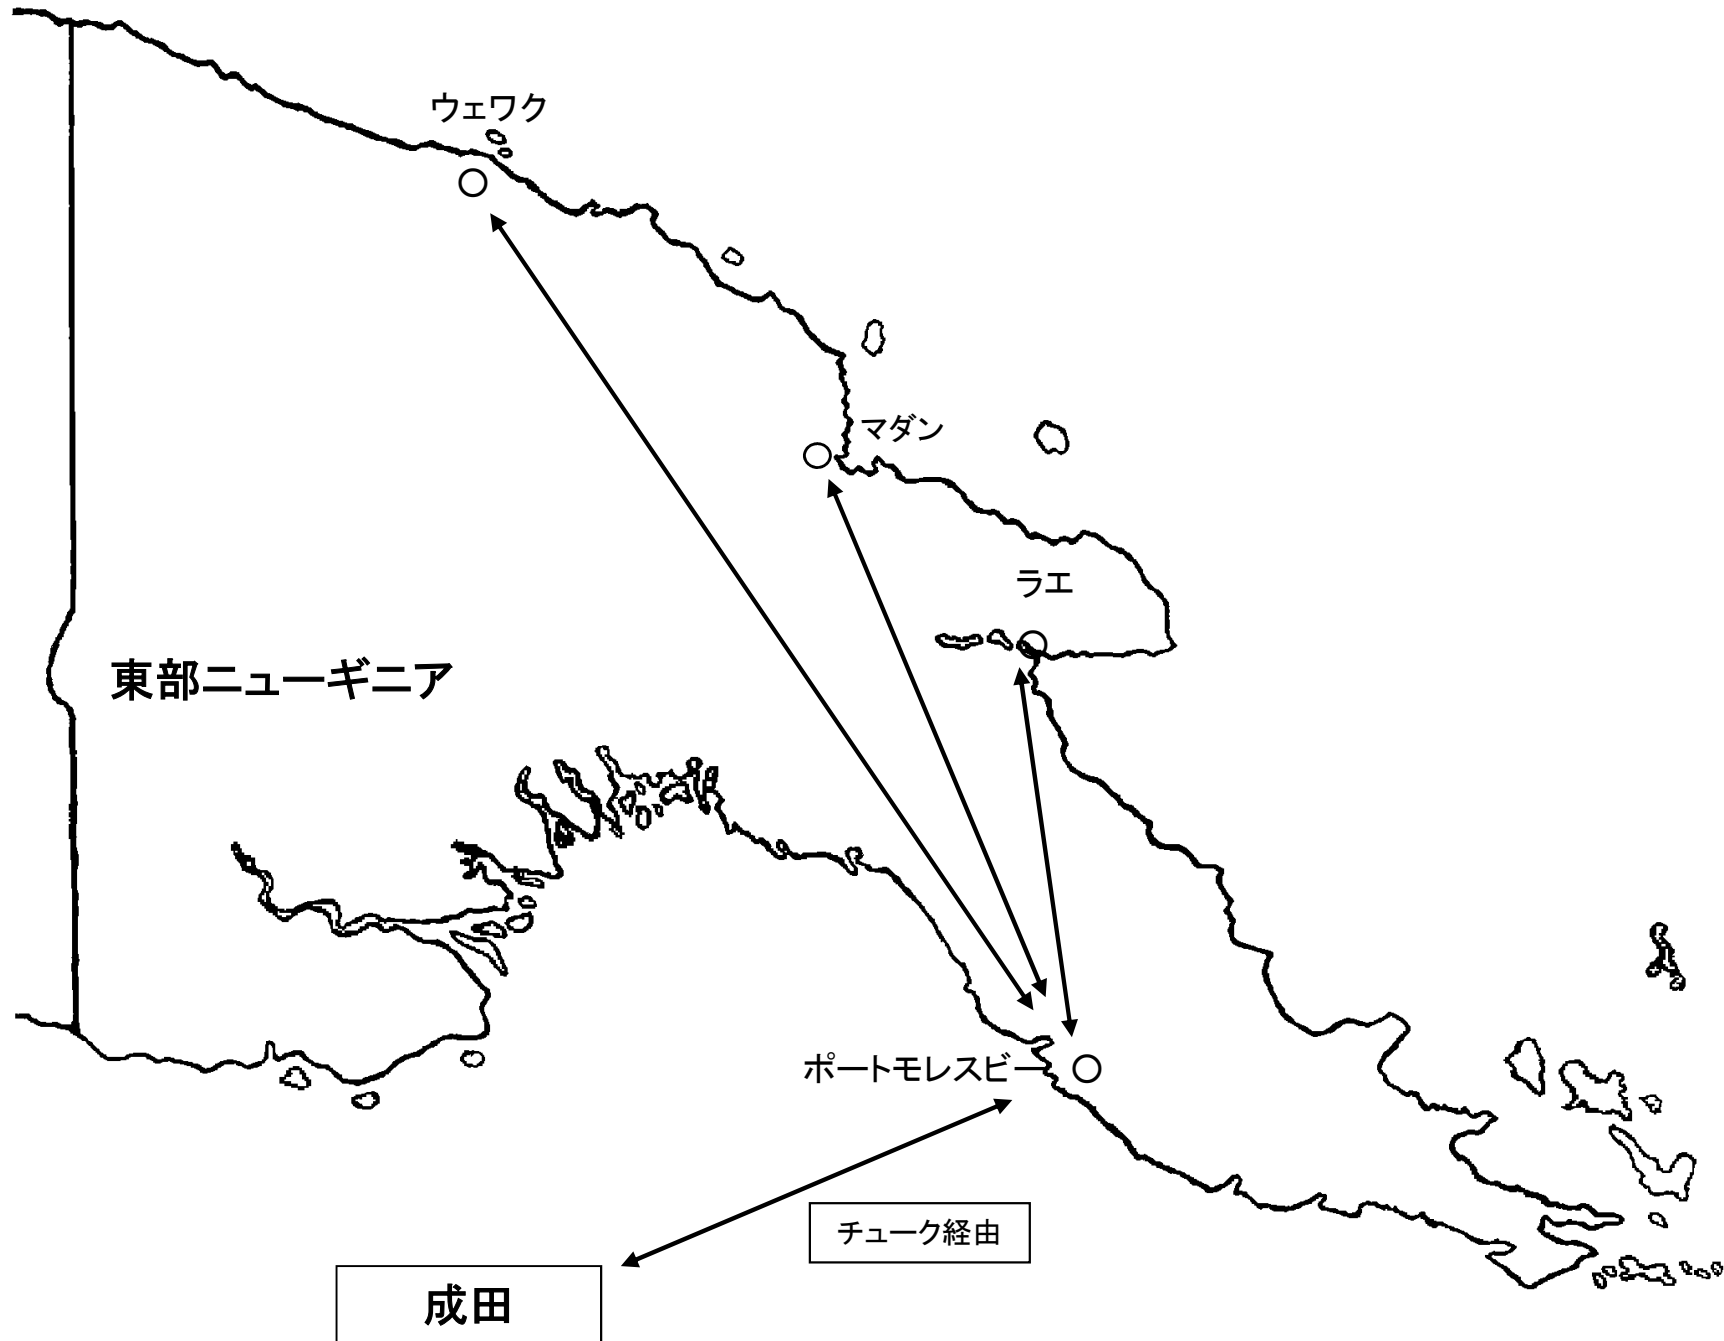 ウェワク
マダン
ラエ
東部ニューギニア
ポートモレスビー
チューク経由
成田